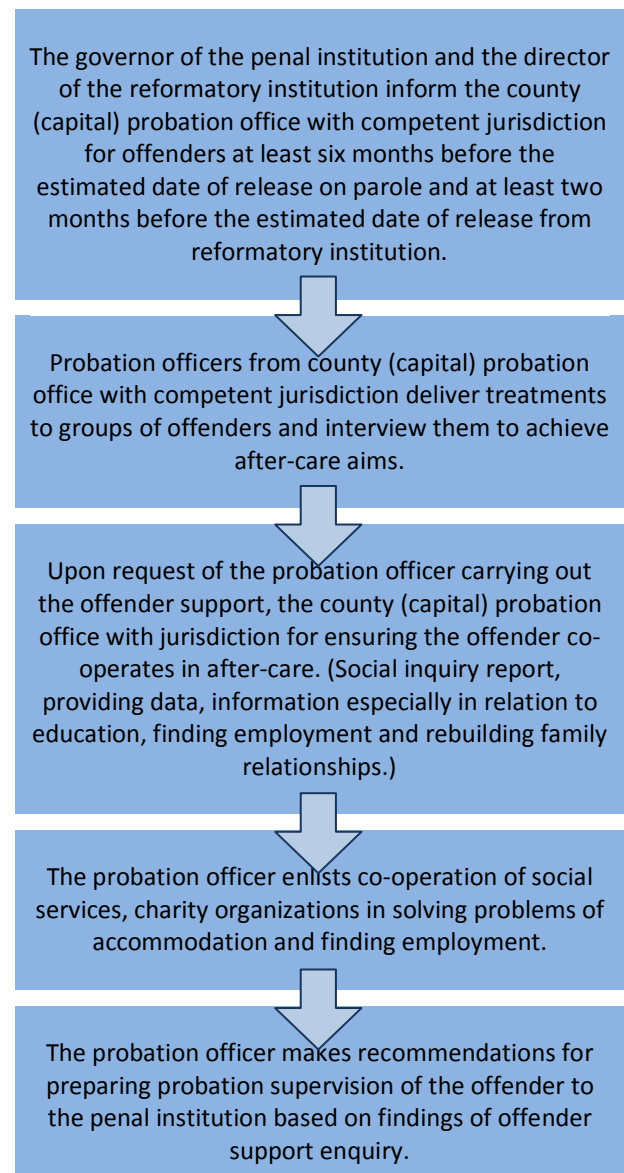 The governor of the penal institution and the director
of the reformatory institution inform the county
(capital) probation office with competent jurisdiction
for offenders at least six months before the
estimated date of release on parole and at least two
months before the estimated date of release from
reformatory institution.
Probation officers from county (capital) probation
office with competent jurisdiction deliver treatments
to groups of offenders and interview them to achieve
after-care aims.
Upon request of the probation officer carrying out
the offender support, the county (capital) probation
office with jurisdiction for ensuring the offender co-
operates in after-care. (Social inquiry report,
providing data, information especially in relation to
education, finding employment and rebuilding family
relationships.)
The probation officer enlists co-operation of social
services, charity organizations in solving problems of
accommodation and finding employment.
The probation officer makes recommendations for
preparing probation supervision of the offender to
the penal institution based on findings of offender
support enquiry.